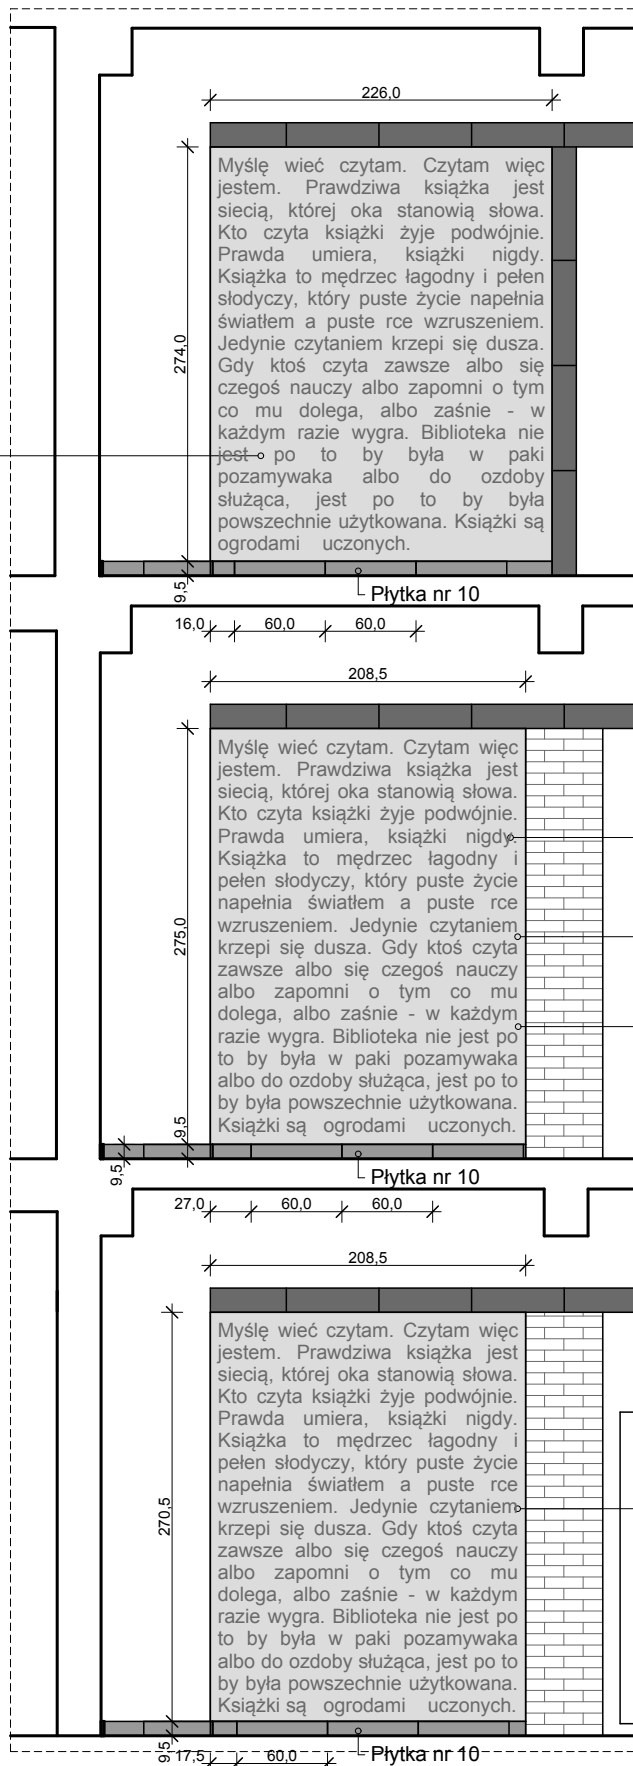 226,0
Myślę wieć czytam. Czytam więc
jestem. Prawdziwa książka jest
siecią, której oka stanowią słowa.
Kto czyta książki żyje podwójnie.
Prawda umiera, książki nigdy.
Książka to mędrzec łagodny i pełen
słodyczy, który puste życie napełnia
światłem a puste rce wzruszeniem.
Jedynie czytaniem krzepi się dusza.
Gdy ktoś czyta zawsze albo się
czegoś nauczy albo zapomni o tym
co mu dolega, albo zaśnie - w
każdym razie wygra. Biblioteka nie
jest po to by była w paki
pozamywaka albo do ozdoby
służąca, jest po to by była
powszechnie użytkowana. Książki są
ogrodami uczonych.
274,0
9,5
Płytka nr 10
16,0 60,0 60,0
208,5
Myślę wieć czytam. Czytam więc
jestem. Prawdziwa książka jest
siecią, której oka stanowią słowa.
Kto czyta książki żyje podwójnie.
Prawda umiera, książki nigdy.
Książka to mędrzec łagodny i
pełen słodyczy, który puste życie
napełnia światłem a puste rce
wzruszeniem. Jedynie czytaniem
krzepi się dusza. Gdy ktoś czyta
zawsze albo się czegoś nauczy
albo zapomni o tym co mu
dolega, albo zaśnie - w każdym
razie wygra. Biblioteka nie jest po
to by była w paki pozamywaka
albo do ozdoby służąca, jest po to
by była powszechnie użytkowana.
Książki są ogrodami uczonych.
275,0
9,5
9,5
Płytka nr 10
27,0 60,0 60,0
208,5
Myślę wieć czytam. Czytam więc
jestem. Prawdziwa książka jest
siecią, której oka stanowią słowa.
Kto czyta książki żyje podwójnie.
Prawda umiera, książki nigdy.
Książka to mędrzec łagodny i
pełen słodyczy, który puste życie
napełnia światłem a puste rce
wzruszeniem. Jedynie czytaniem
krzepi się dusza. Gdy ktoś czyta
zawsze albo się czegoś nauczy
albo zapomni o tym co mu
dolega, albo zaśnie - w każdym
razie wygra. Biblioteka nie jest po
to by była w paki pozamywaka
albo do ozdoby służąca, jest po to
by była powszechnie użytkowana.
Książki są ogrodami uczonych.
270,5
9,5
Płytka nr 10
17,5 60,0